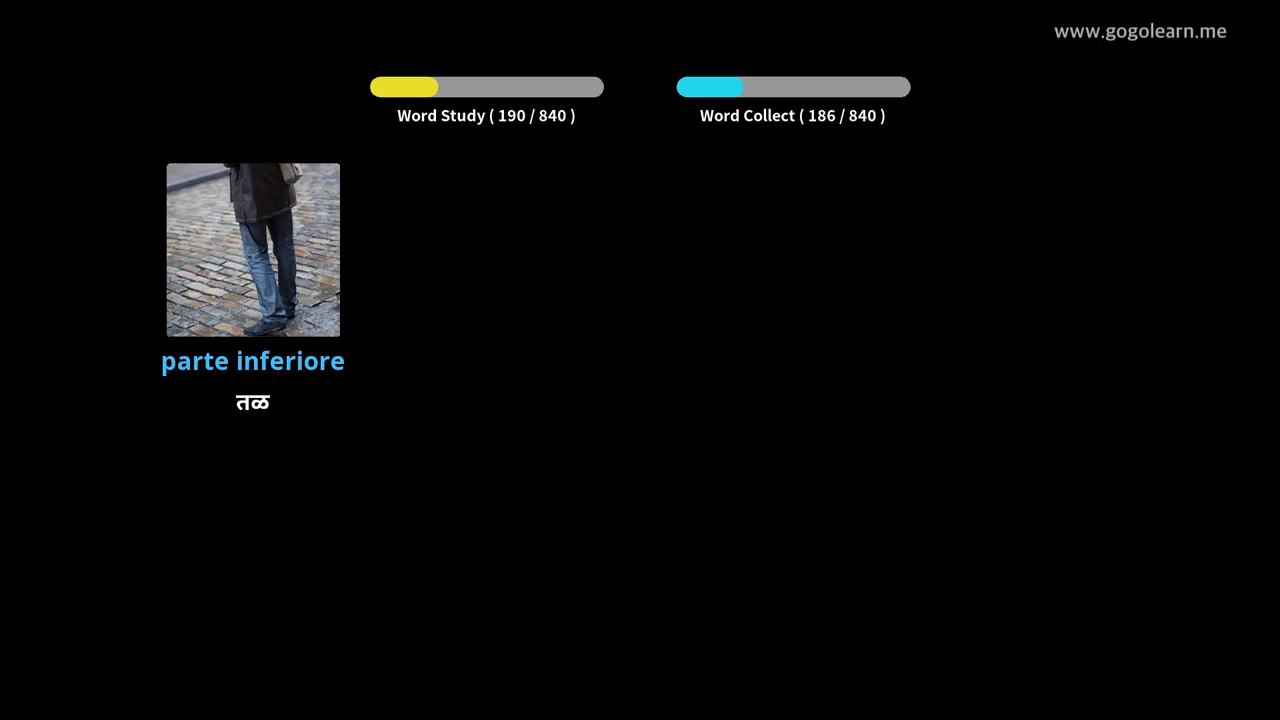 www.gogolearn.me
Word Study ( 190 / 840 )
Word Collect ( 186 / 840 )
parte inferiore
तळ